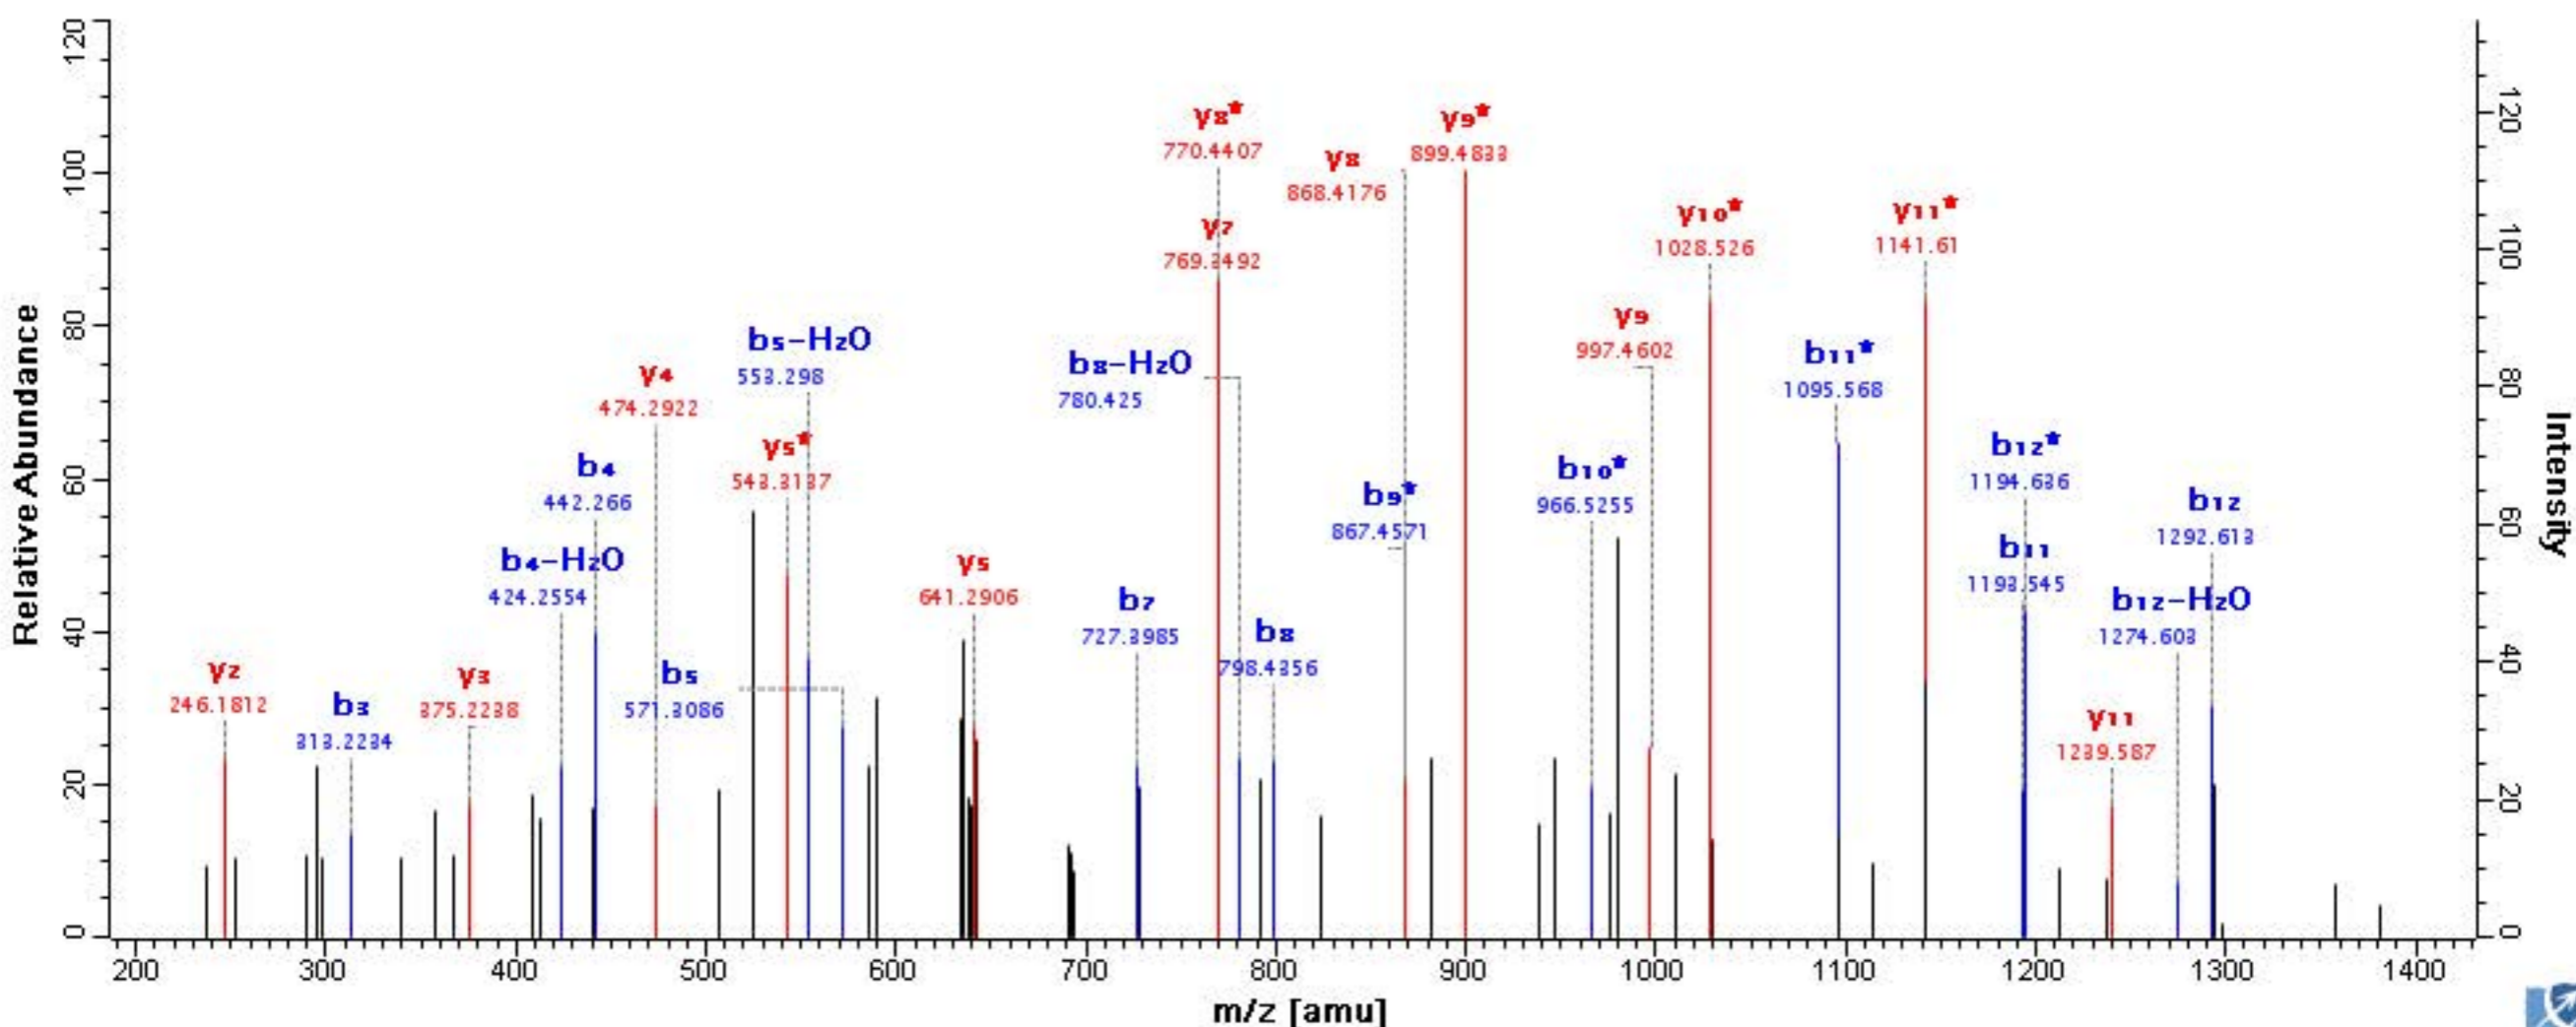 120
100
80
60
40
20
0
Relative Abundance
y2
246.1812
b3
313.2234
y3
375.2238
b4-H2O
424.2554
b4
442.266
y4
474.2922
b5
571.3086
b5-H2O
553.298
y5*
543.3137
y5
641.2906
b7
727.3985
b8-H2O
780.425
y8*
770.4407
y7
769.3492
b8
798.4356
y8
868.4176
b9*
867.4571
y9*
899.4833
b10*
966.5255
y9
997.4602
y10*
1028.526
b11*
1095.568
y11*
1141.61
b12*
1194.636
b11
1193.545
y11
1239.587
b12-H2O
1274.603
b12
1292.613
120
100
80
60
40
20
0
Intensity
200 300 400 500 600 700 800 900 1000 1100 1200 1300 1400
m/z [amu]